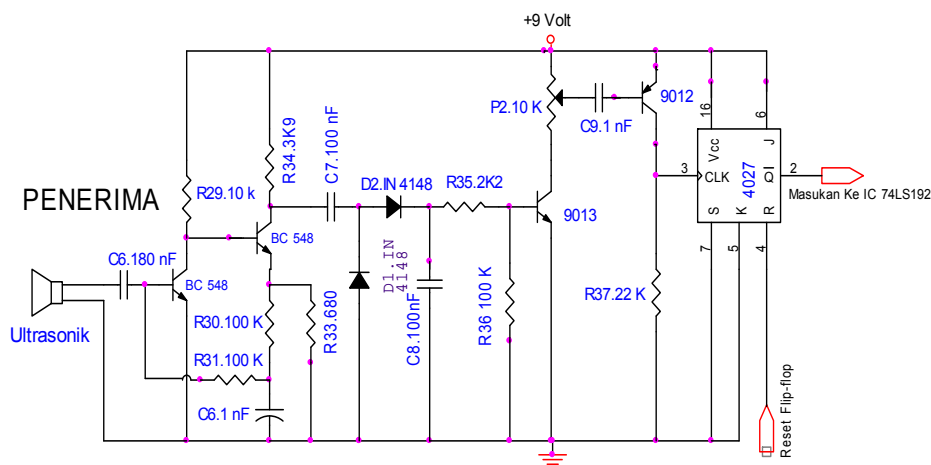 +9 Volt
PENERIMA
Ultrasonik
C6.180 nF
R29.10 k
BC 548
R34.3K9
BC 548
R30.100 K
R31.100 K
C6.1 nF
R33.680
C7.100 nF
D2.IN 4148
D1.IN
4148
C8.100nF
R35.2K2
R36 100 K
9013
P2.10 K
C9.1 nF
9012
R37.22 K
16
6
Vcc
J
3
CLK
4027
Q
2
Masukan Ke IC 74LS192
S
K
R
7
5
4
Reset Flip-flop